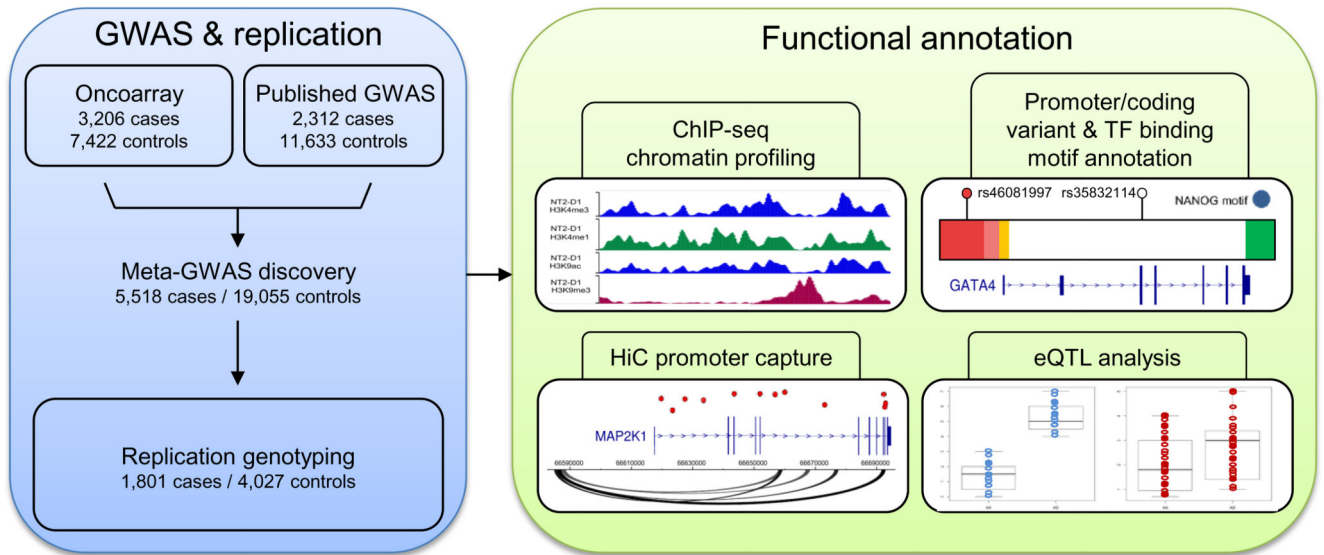 GWAS & replication
Oncoarray
3,206 cases
7,422 controls
Published GWAS
2,312 cases
11,633 controls
Meta-GWAS discovery
5,518 cases / 19,055 controls
Replication genotyping
1,801 cases / 4,027 controls
Functional annotation
ChIP-seq
chromatin profiling
NT2-D1
H3K4me3
NT2-D1
H3K4me1
NT2-D1
H3K9ac
NT2-D1
H3K9me3
Promoter/coding
variant & TF binding
motif annotation
rs46081997
rs35832114
NANOG motif
GATA4
HiC promoter capture
MAP2K1
66590000 66610000 66630000 66650000 66670000 66690000
eQTL analysis